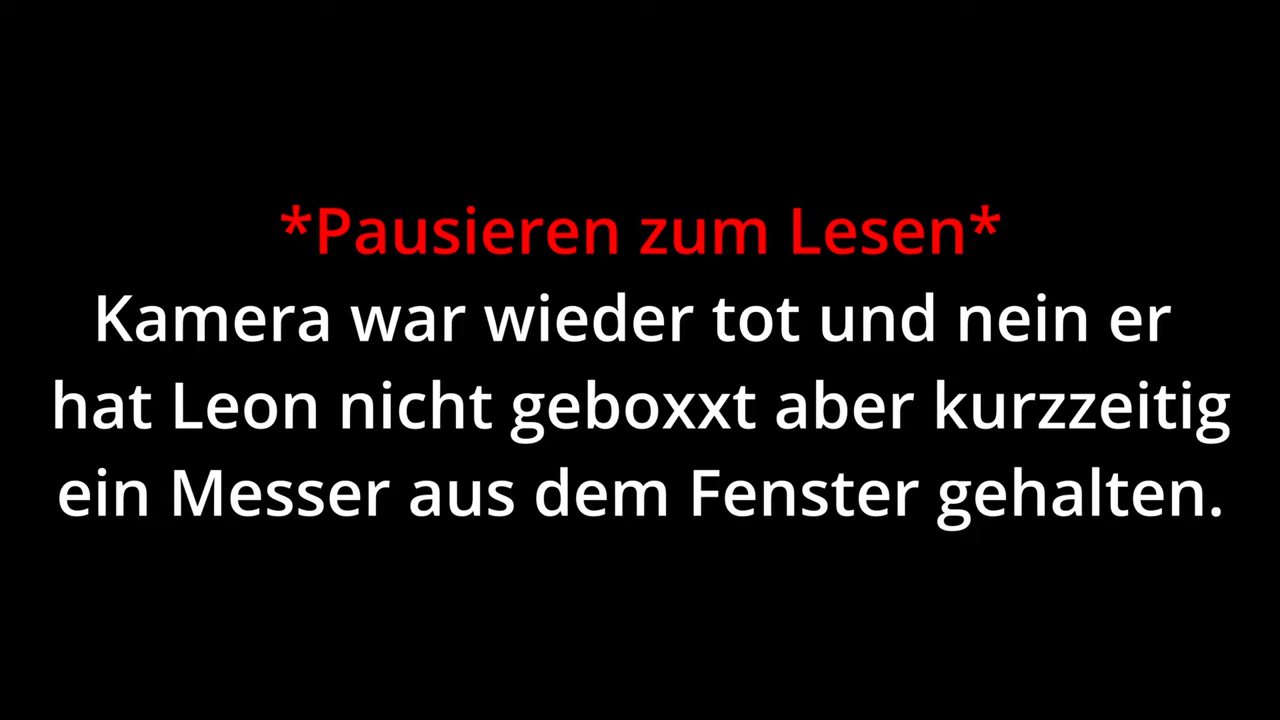 *Pausieren zum Lesen*
Kamera war wieder tot und nein er
hat Leon nicht geboxxt aber kurzzeitig
ein Messer aus dem Fenster gehalten.